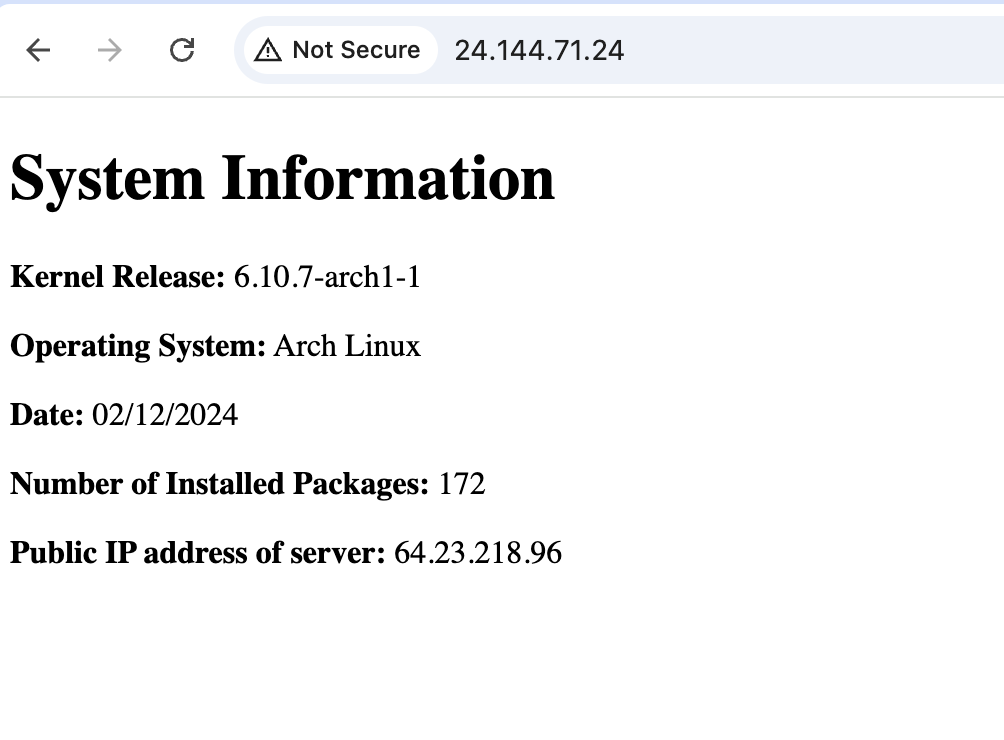 Not Secure 24.144.71.24
System Information
Kernel Release: 6.10.7-arch1-1
Operating System: Arch Linux
Date: 02/12/2024
Number of Installed Packages: 172
Public IP address of server: 64.23.218.96